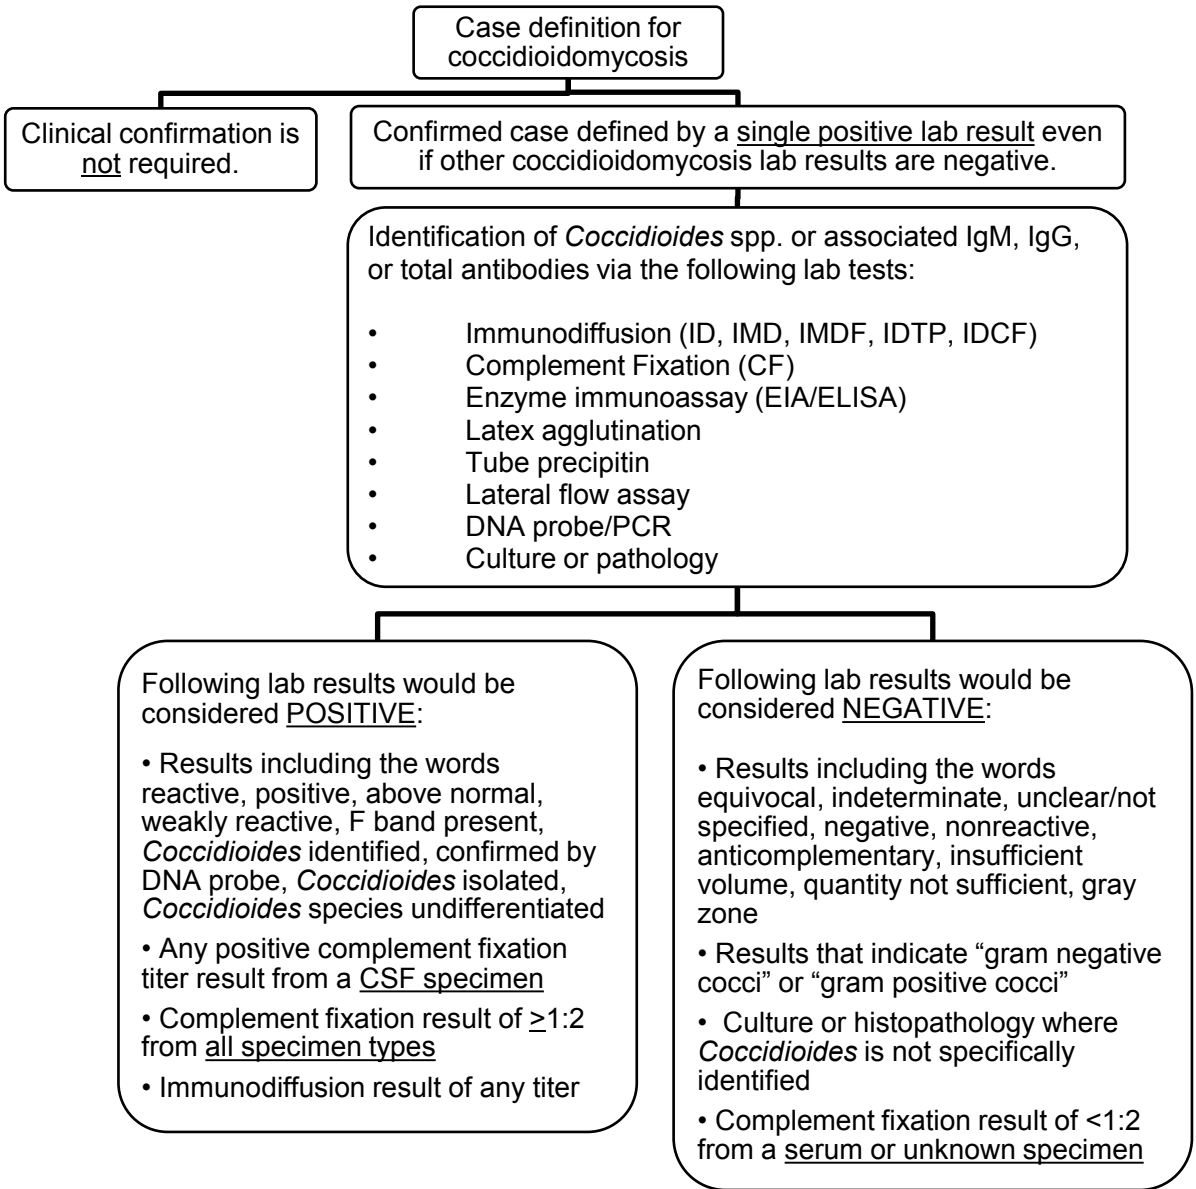 Case definition for
coccidioidomycosis
Clinical confirmation is
not required.
Confirmed case defined by a single positive lab result even
if other coccidioidomycosis lab results are negative.
Identification of Coccidioides spp. or associated IgM, IgG,
or total antibodies via the following lab tests:
• Immunodiffusion (ID, IMD, IMDF, IDTP, IDCF)
• Complement Fixation (CF)
• Enzyme immunoassay (EIA/ELISA)
• Latex agglutination
• Tube precipitin
• Lateral flow assay
• DNA probe/PCR
• Culture or pathology
Following lab results would be
considered POSITIVE:
• Results including the words
reactive, positive, above normal,
weakly reactive, F band present,
Coccidioides identified, confirmed by
DNA probe, Coccidioides isolated,
Coccidioides species undifferentiated
• Any positive complement fixation
titer result from a CSF specimen
• Complement fixation result of >1:2
from all specimen types
• Immunodiffusion result of any titer
Following lab results would be
considered NEGATIVE:
• Results including the words
equivocal, indeterminate, unclear/not
specified, negative, nonreactive,
anticomplementary, insufficient
volume, quantity not sufficient, gray
zone
• Results that indicate “gram negative
cocci” or “gram positive cocci”
• Culture or histopathology where
Coccidioides is not specifically
identified
• Complement fixation result of <1:2
from a serum or unknown specimen